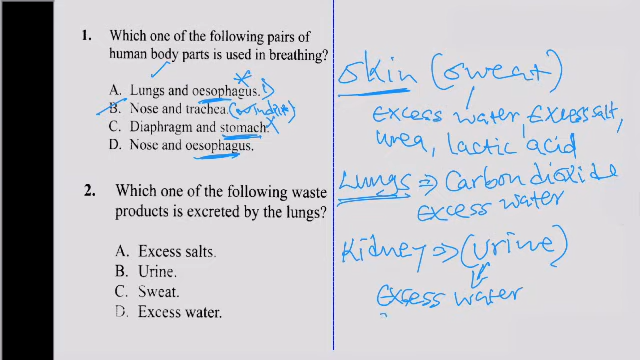 1. Which one of the following pairs of
human body parts is used in breathing?
A. Lungs and oesophagus.
B. Nose and trachea.
C. Diaphragm and stomach.
D. Nose and oesophagus.
2. Which one of the following waste
products is excreted by the lungs?
A. Excess salts.
B. Urine.
C. Sweat.
D. Excess water.
Skin (sweat)
Excess water, Excess salt,
urea, lactic acid
Lungs ⇒ Carbon dioxide
Excess water
Kidney ⇒ (Urine)
Excess water